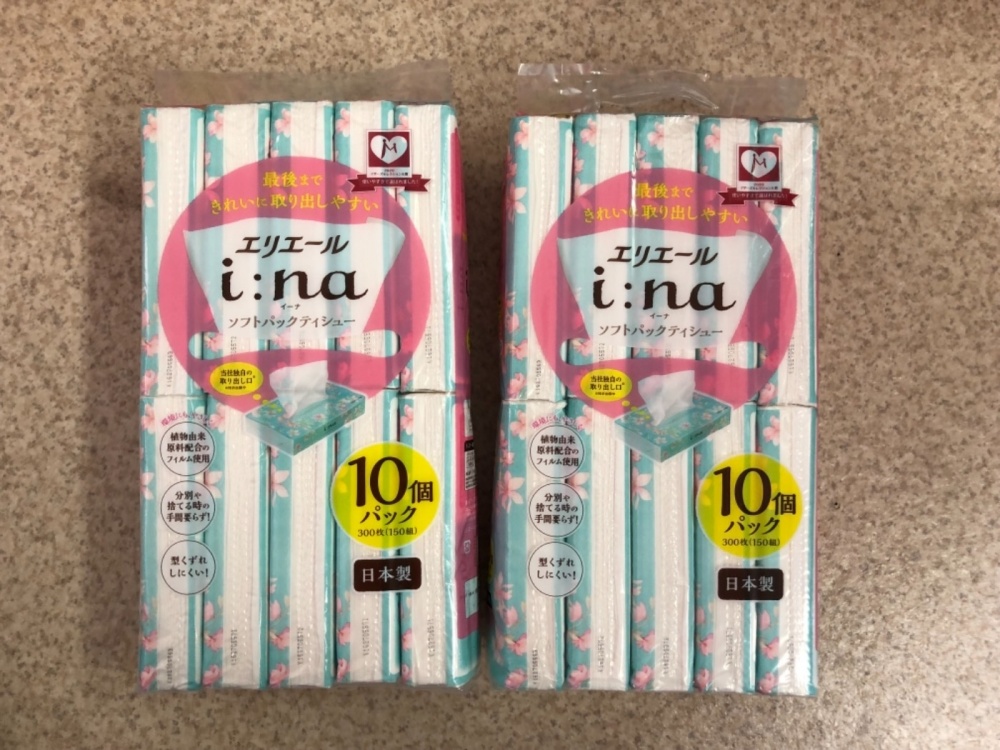 最後まで
きれいに取り出しやすい
エリエール
i:na
イーナ
ソフトパックティシュー
当社独自の
取り出し口
植物由来
原料配合の
フィルム使用
分別や
捨てる時の
手間要らず!
型くずれ
しにくい!
10個
パック
300枚(150組)
日本製
最後まで
きれいに取り出しやすい
エリエール
i:na
イーナ
ソフトパックティシュー
当社独自の
取り出し口
植物由来
原料配合の
フィルム使用
分別や
捨てる時の
手間要らず!
型くずれ
しにくい!
10個
パック
300枚(150組)
日本製